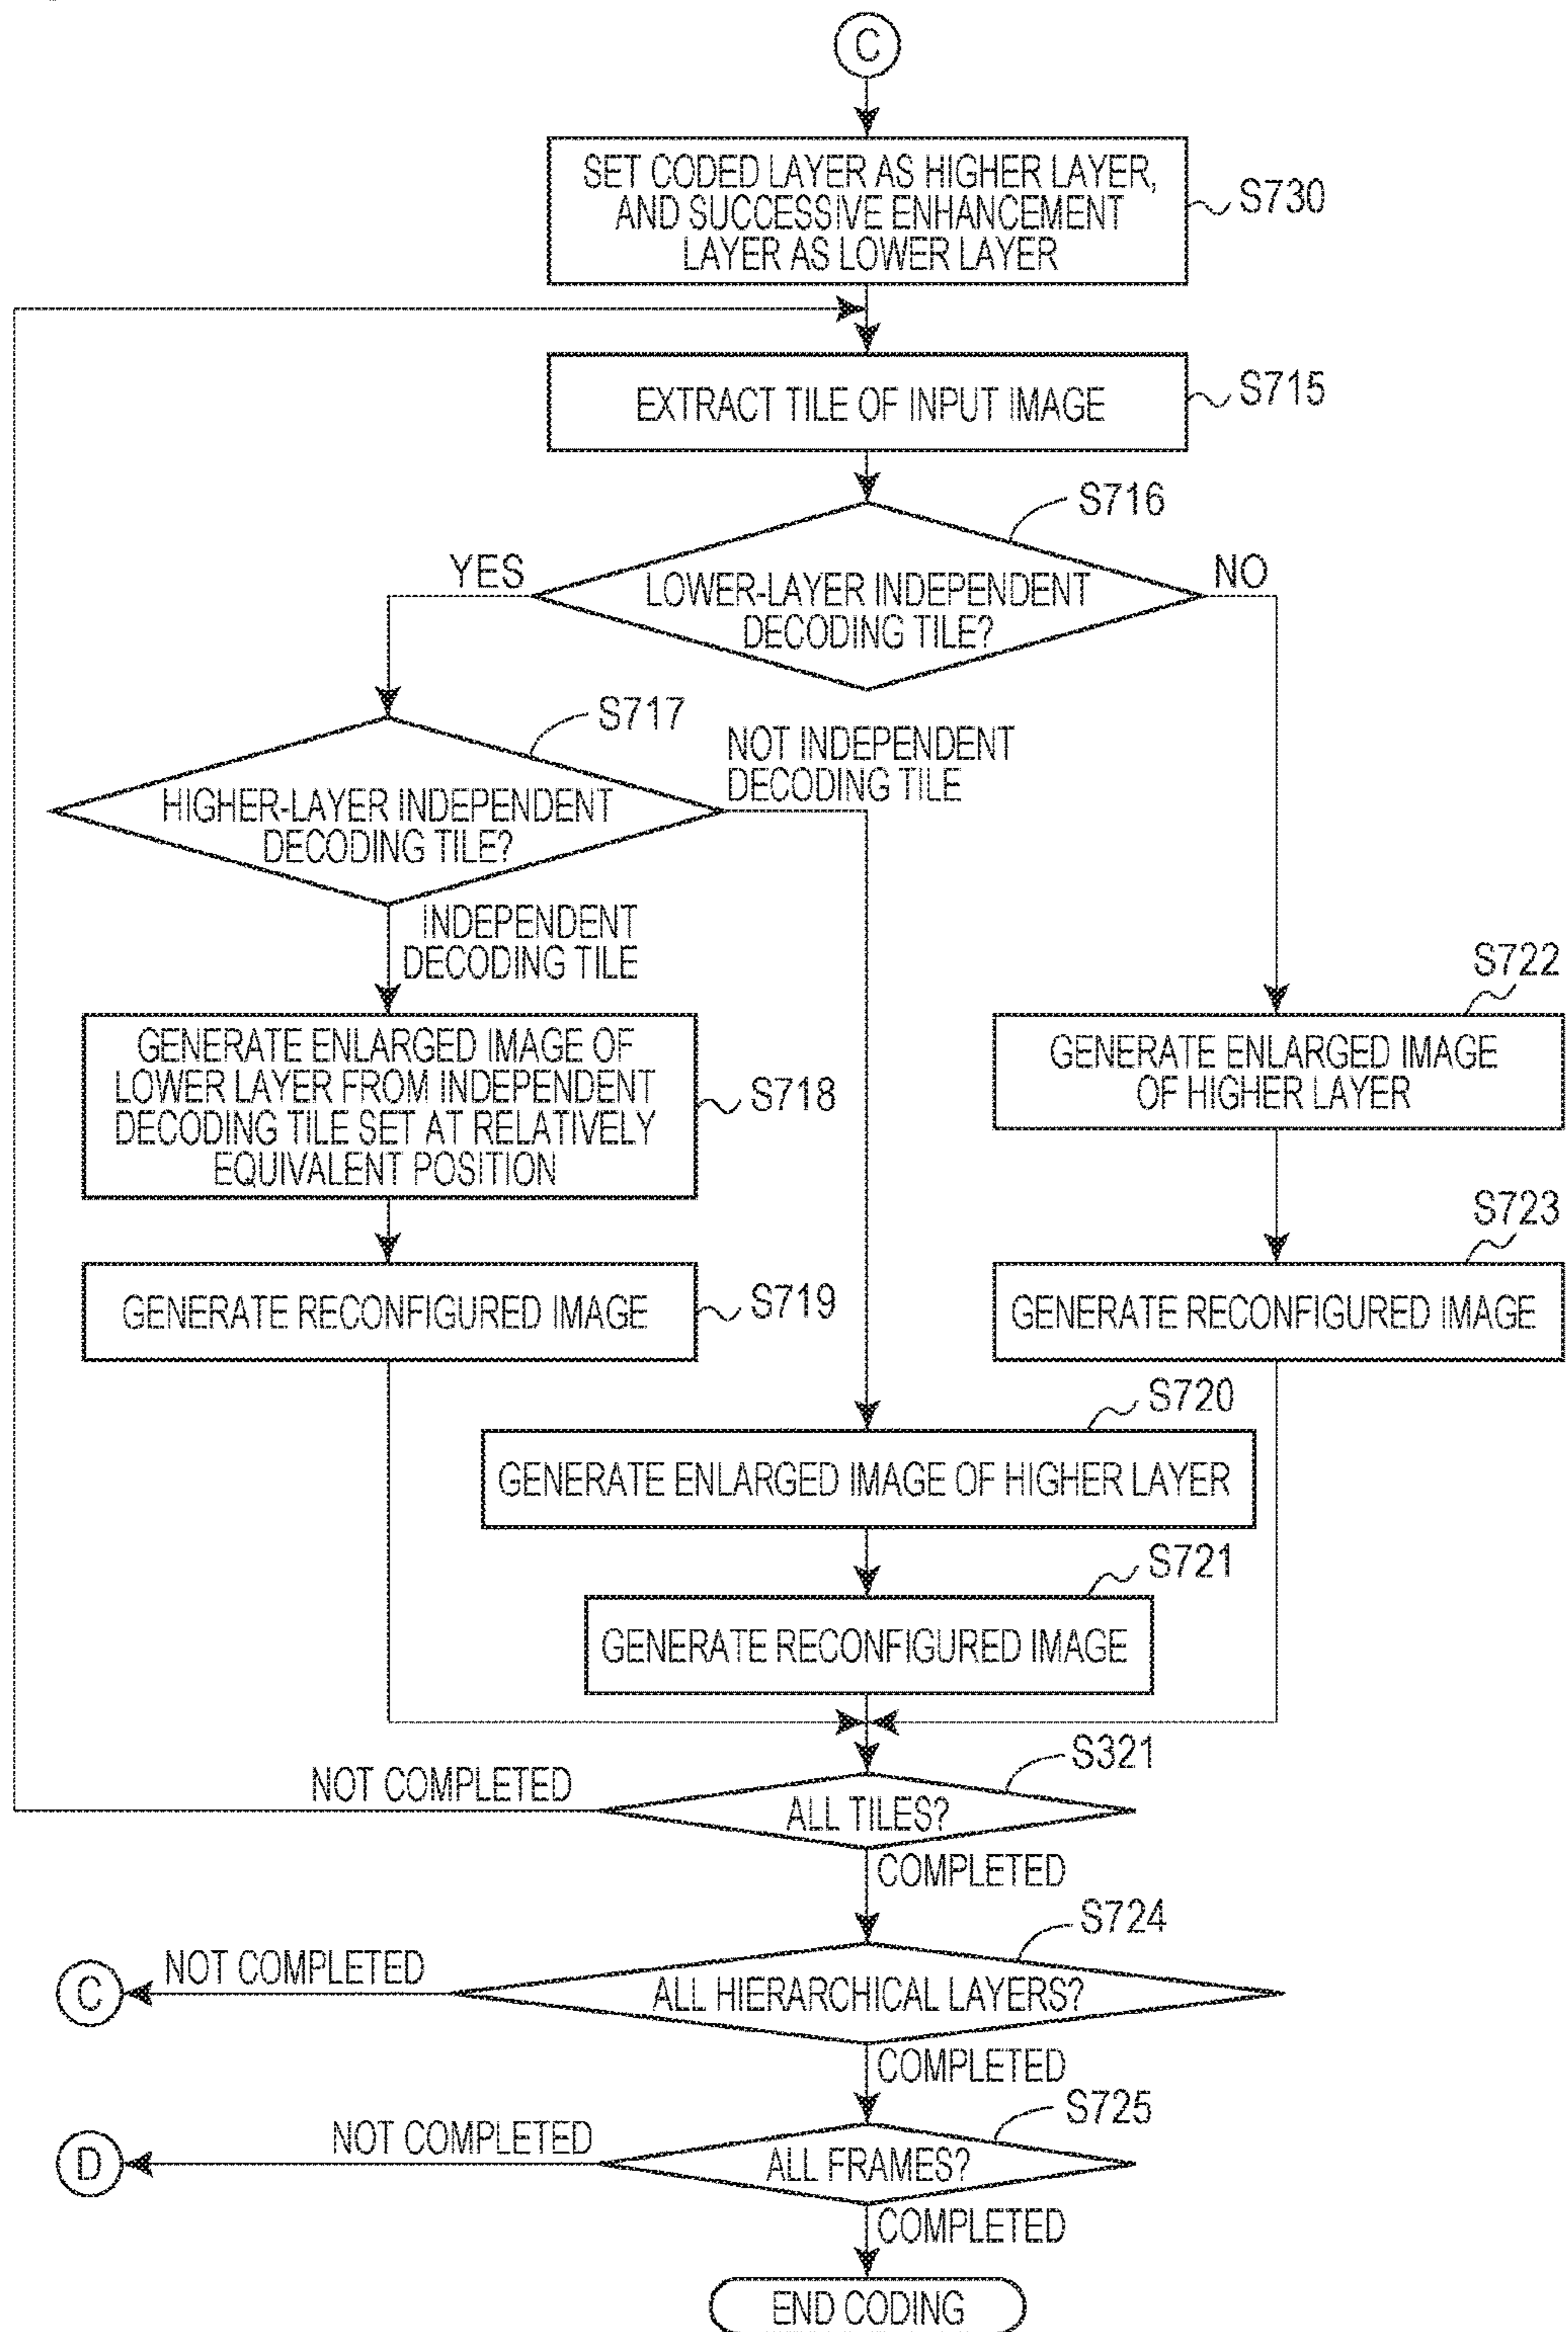 C
SET CODED LAYER AS HIGHER LAYER,
AND SUCCESSIVE ENHANCEMENT
LAYER AS LOWER LAYER
S730
EXTRACT TILE OF INPUT IMAGE
S715
S716
YES
LOWER-LAYER INDEPENDENT
DECODING TILE?
NO
S717
HIGHER-LAYER INDEPENDENT
DECODING TILE?
NOT INDEPENDENT
DECODING TILE
INDEPENDENT
DECODING TILE
GENERATE ENLARGED IMAGE OF
LOWER LAYER FROM INDEPENDENT
DECODING TILE SET AT RELATIVELY
EQUIVALENT POSITION
S718
S722
GENERATE ENLARGED IMAGE
OF HIGHER LAYER
GENERATE RECONFIGURED IMAGE
S719
S723
GENERATE RECONFIGURED IMAGE
S720
GENERATE ENLARGED IMAGE OF HIGHER LAYER
S721
GENERATE RECONFIGURED IMAGE
S321
NOT COMPLETED
ALL TILES?
COMPLETED
S724
C
NOT COMPLETED
ALL HIERARCHICAL LAYERS?
COMPLETED
S725
D
NOT COMPLETED
ALL FRAMES?
COMPLETED
END CODING